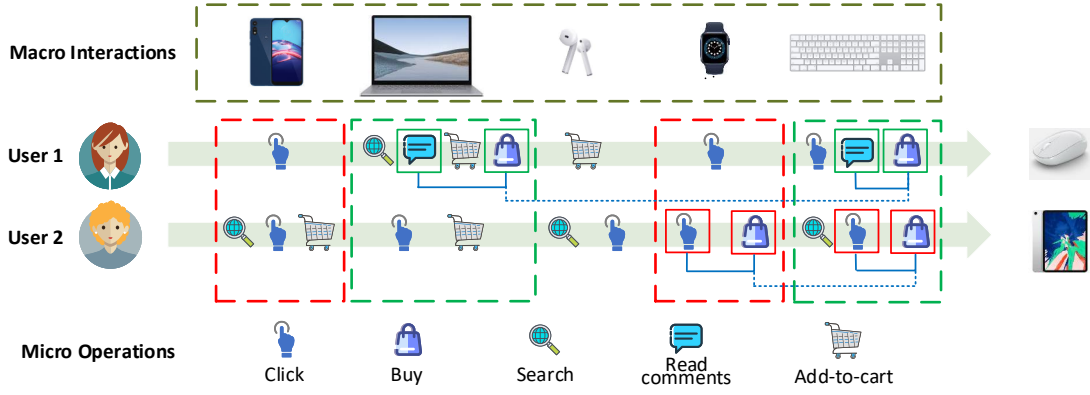 Macro Interactions
User 1
User 2
Micro Operations
Click
Buy
Search
Read
comments
Add-to-cart